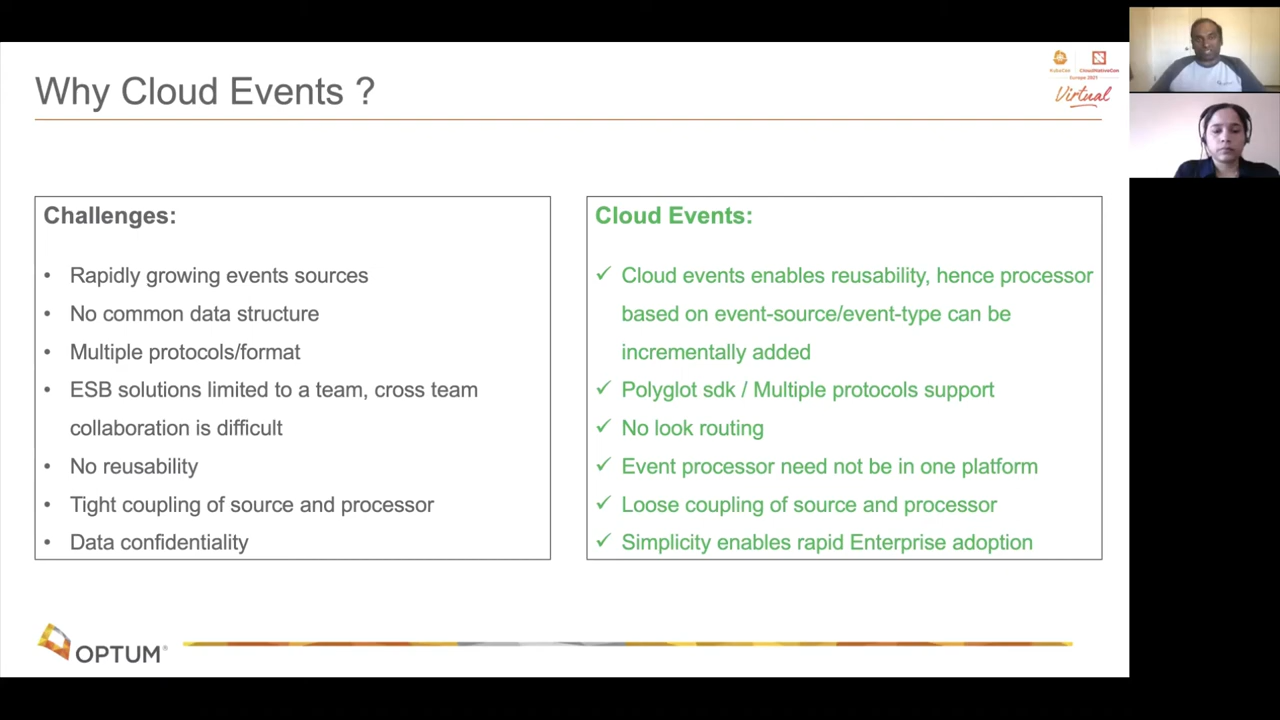 Why Cloud Events ?
KubeCon
CloudNativeCon
Europe 2021
Virtual
Challenges:
• Rapidly growing events sources
• No common data structure
• Multiple protocols/format
• ESB solutions limited to a team, cross team
collaboration is difficult
• No reusability
• Tight coupling of source and processor
• Data confidentiality
Cloud Events:
✓ Cloud events enables reusability, hence processor
based on event-source/event-type can be
incrementally added
✓ Polyglot sdk / Multiple protocols support
✓ No look routing
✓ Event processor need not be in one platform
✓ Loose coupling of source and processor
✓ Simplicity enables rapid Enterprise adoption
OPTUM®